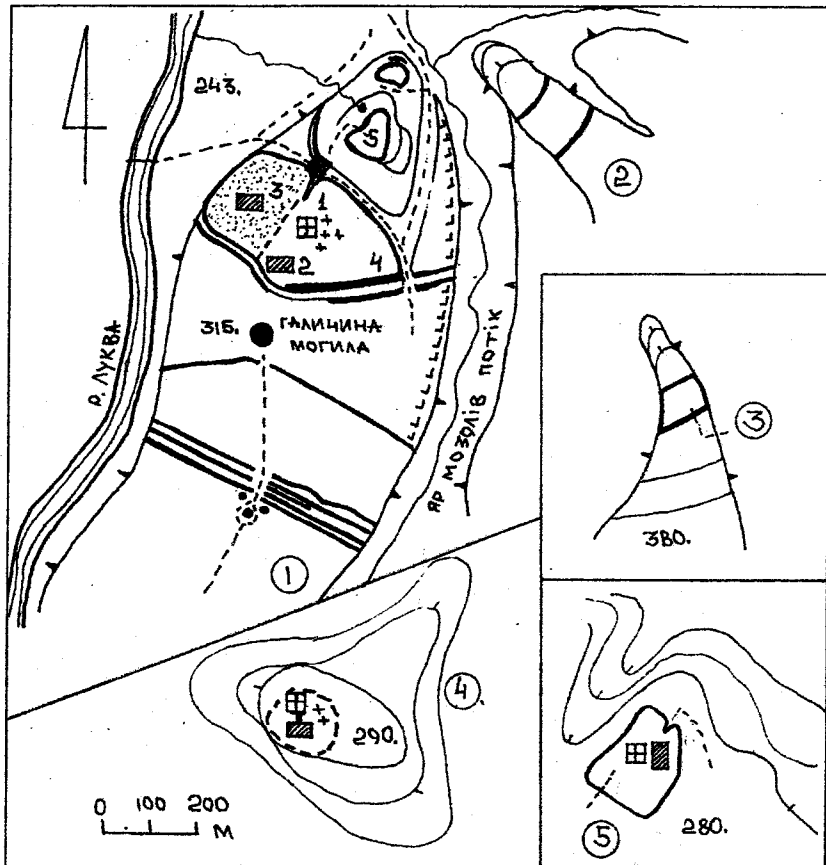 243.
5
3
1
2
4
315.
ГАЛИЧИНА
МОГИЛА
Р. ЛУКВА
ЯР МОЗОЛІВ ПОТІК
1
2
3
380.
4.
290.
0 100 200
М
5
280.